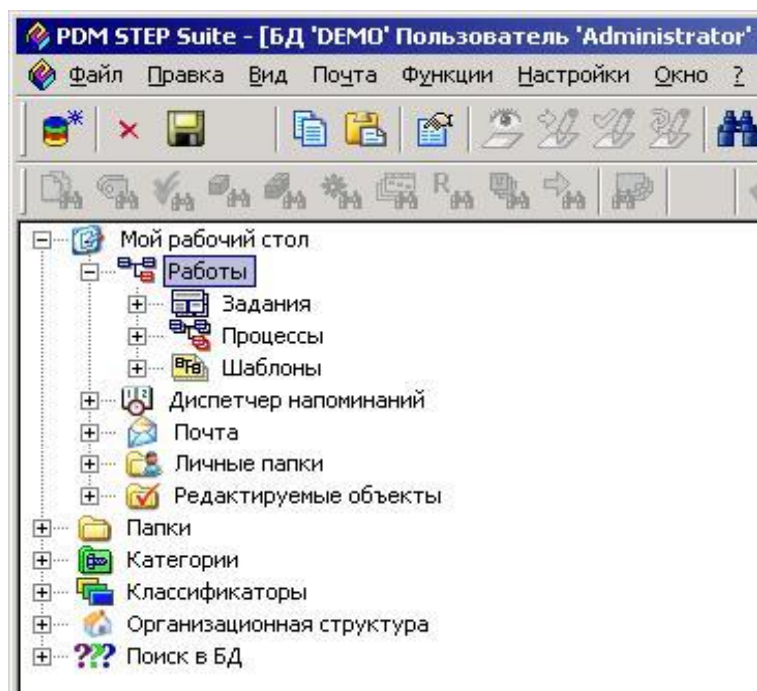 PDM STEP Suite - [БД 'DEMO' Пользователь 'Administrator'
Файл Правка Вид Почта Функции Настройки Окно ?
Мой рабочий стол
Работы
Задания
Процессы
Шаблоны
Диспетчер напоминаний
Почта
Личные папки
Редактируемые объекты
Папки
Категории
Классификаторы
Организационная структура
??? Поиск в БД